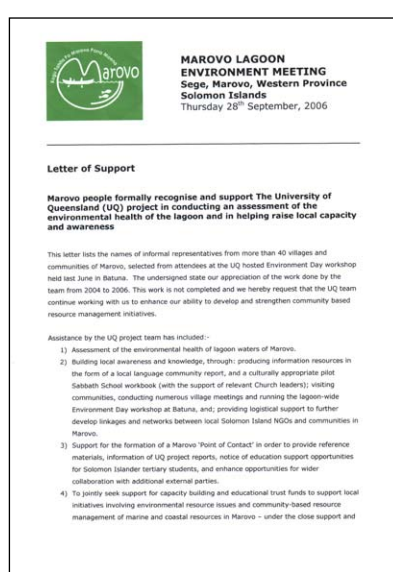 Marovo
MAROVO LAGOON
ENVIRONMENT MEETING
Sege, Marovo, Western Province
Solomon Islands
Thursday 28th September, 2006
Letter of Support
Marovo people formally recognise and support The University of
Queensland (UQ) project in conducting an assessment of the
environmental health of the lagoon and in helping raise local capacity
and awareness
This letter lists the names of informal representatives from more than 40 villages and
communities of Marovo, selected from attendees at the UQ hosted Environment Day workshop
held last June in Batuna. The undersigned state our appreciation of the work done by the
team from 2004 to 2006. This work is not completed and we hereby request that the UQ team
continue working with us to enhance our ability to develop and strengthen community based
resource management initiatives.
Assistance by the UQ project team has included:-
1) Assessment of the environmental health of lagoon waters of Marovo.
2) Building local awareness and knowledge, through: producing information resources in
the form of a local language community report, and a culturally appropriate pilot
Sabbath School workbook (with the support of relevant Church leaders); visiting
communities, conducting numerous village meetings and running the lagoon-wide
Environment Day workshop at Batuna, and; providing logistical support to further
develop linkages and networks between local Solomon Island NGOs and communities in
Marovo.
3) Support for the formation of a Marovo 'Point of Contact' in order to provide reference
materials, information of UQ project reports, notice of education support opportunities
for Solomon Islander tertiary students, and enhance opportunities for wider
collaboration with additional external parties.
4) To jointly seek support for capacity building and educational trust funds to support local
initiatives involving environmental resource issues and community-based resource
management of marine and coastal resources in Marovo – under the close support and